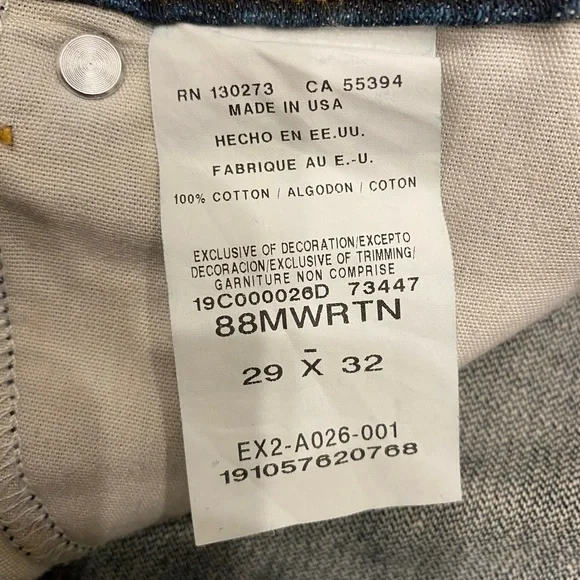 RN 130273 CA 55394
MADE IN USA
HECHO EN EE.UU.
FABRIQUE AU E.-U.
100% COTTON / ALGODON / COTON
EXCLUSIVE OF DECORATION/EXCEPTO
DECORACION/EXCLUSIVE OF TRIMMING/
GARNITURE NON COMPRISE
19C000026D 73447
88MWRTN
-
29 X 32
EX2-A026-001
191057620768